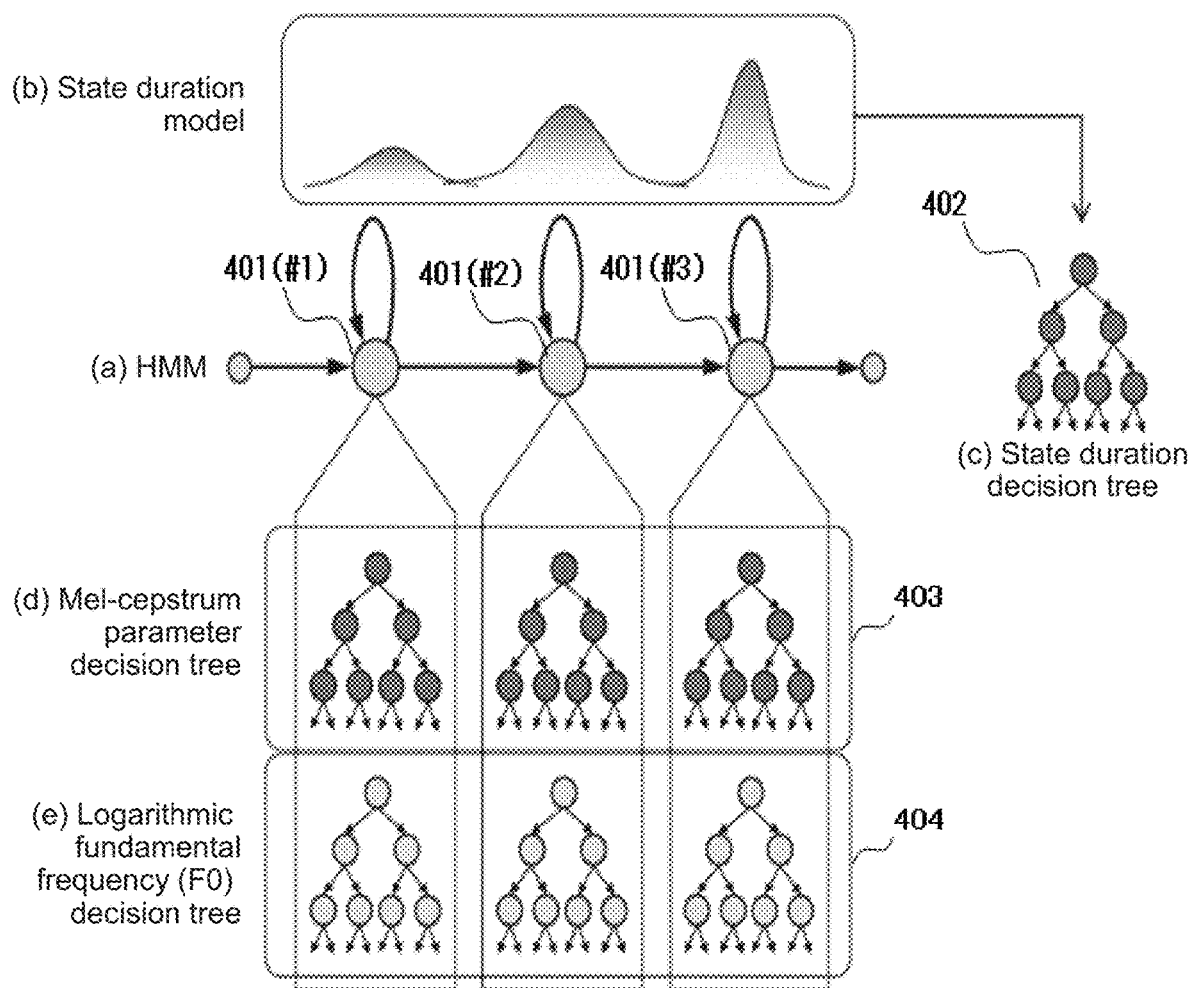 (b) State duration
model
402
401(#1)
401(#2)
401(#3)
(a) HMM
(c) State duration
decision tree
(d) Mel-cepstrum
parameter
decision tree
403
(e) Logarithmic
fundamental
frequency (F0)
decision tree
404